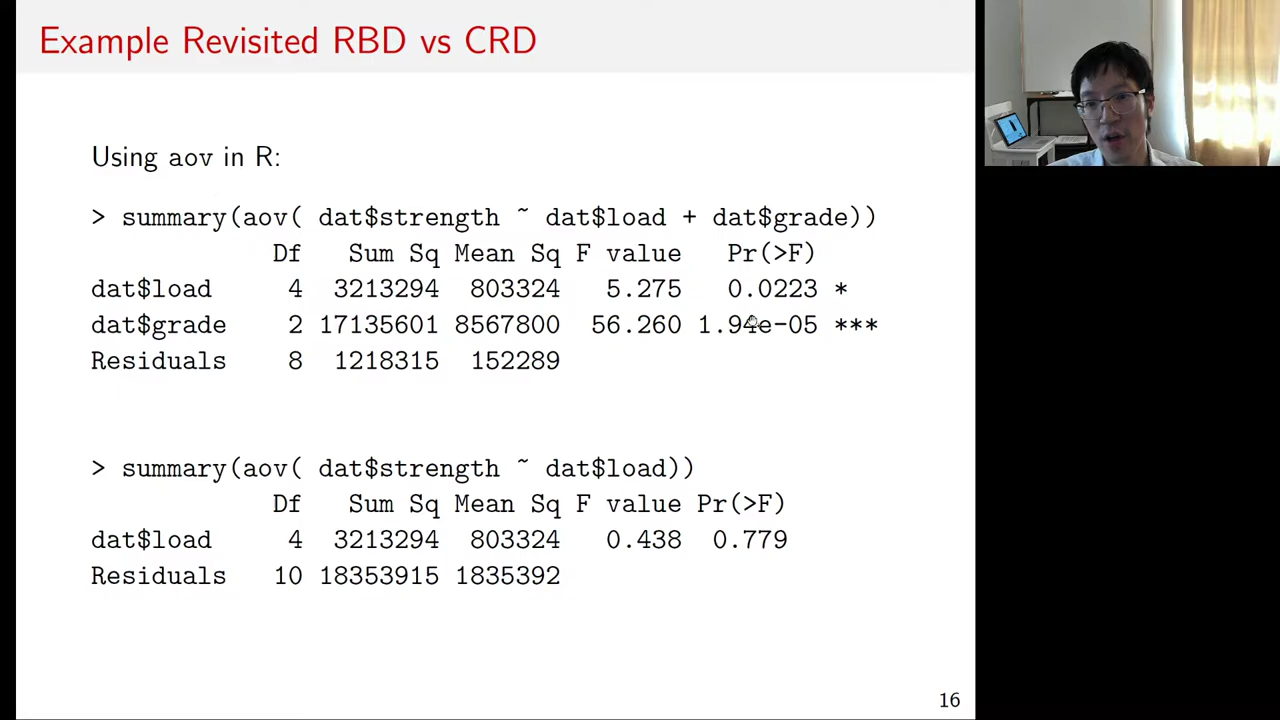 Example Revisited RBD vs CRD
Using aov in R:
> summary(aov( dat$strength ~ dat$load + dat$grade))
Df Sum Sq Mean Sq F value Pr(>F)
dat$load 4 3213294 803324 5.275 0.0223 *
dat$grade 2 17135601 8567800 56.260 1.94e-05 ***
Residuals 8 1218315 152289
> summary(aov( dat$strength ~ dat$load))
Df Sum Sq Mean Sq F value Pr(>F)
dat$load 4 3213294 803324 0.438 0.779
Residuals 10 18353915 1835392
16